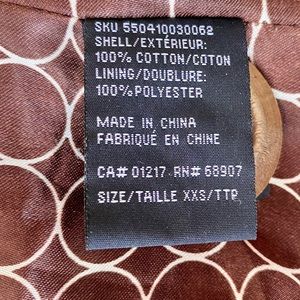 SKU 550410030062
SHELL/EXTÉRIEUR:
100% COTTON/COTON
LINING/DOUBLURE:
100% POLYESTER
MADE IN CHINA
FABRIQUÉ EN CHINE
CA# 01217 RN# 68907
SIZE/TAILLE XXS/TTP